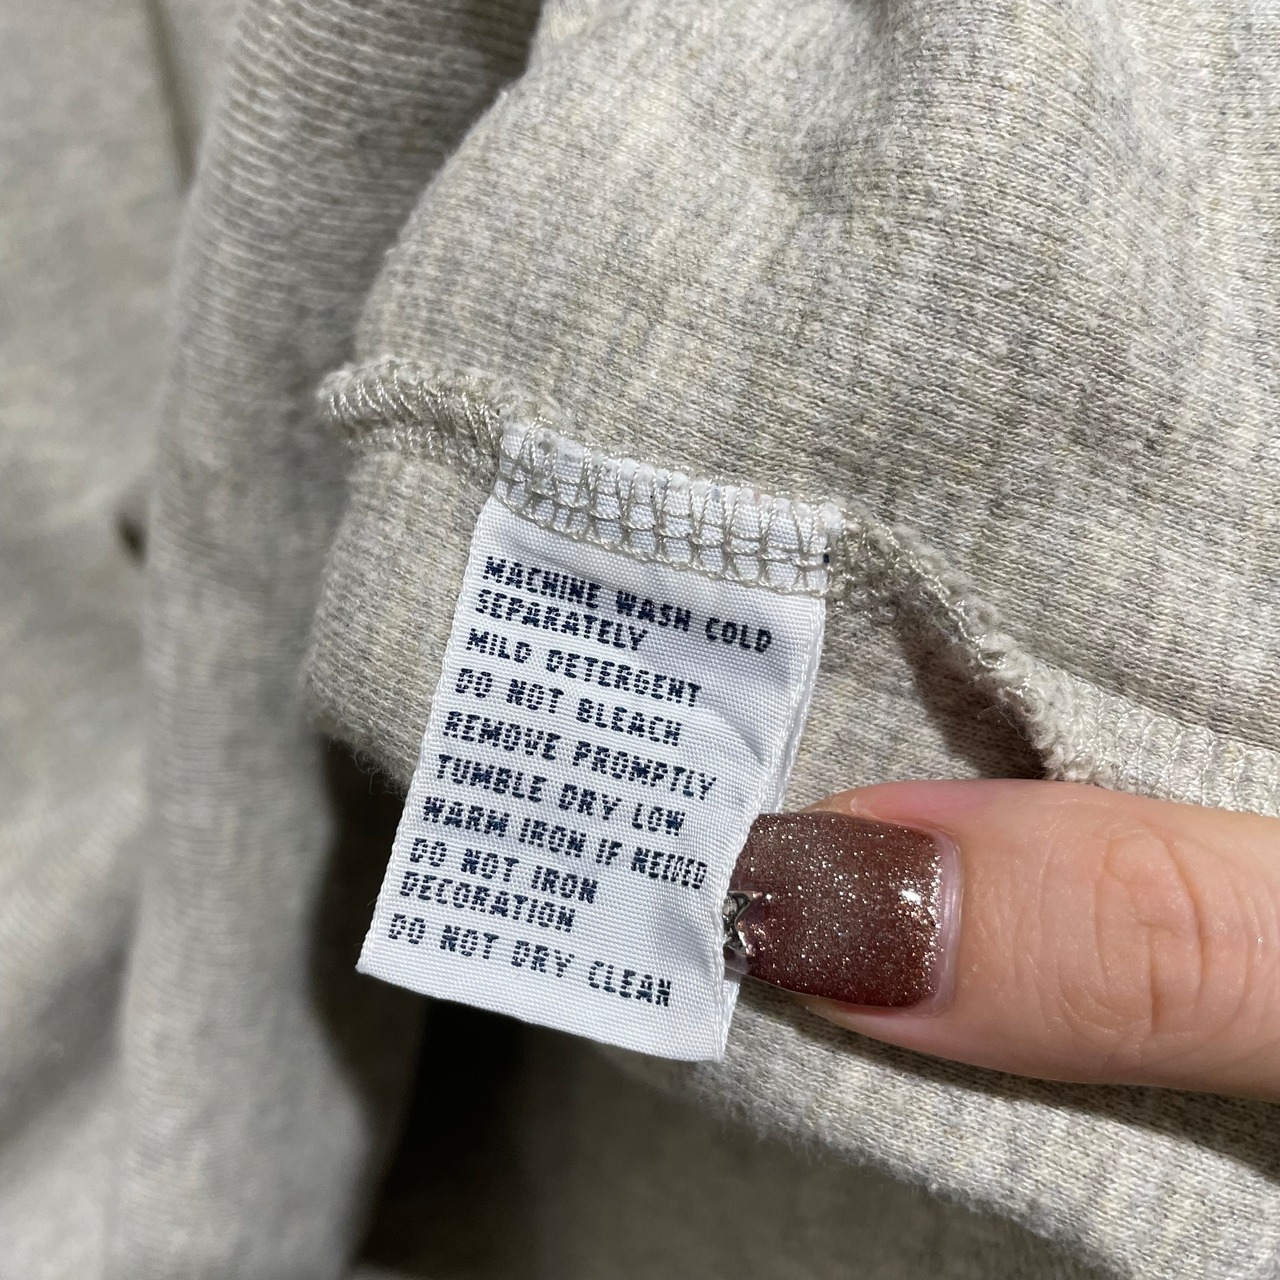 MACHINE WASH COLD
SEPARATELY
MILD DETERGENT
DO NOT BLEACH
REMOVE PROMPTLY
TUMBLE DRY LOW
WARM IRON IF NEEDED
DO NOT IRON
DECORATION
DO NOT DRY CLEAN